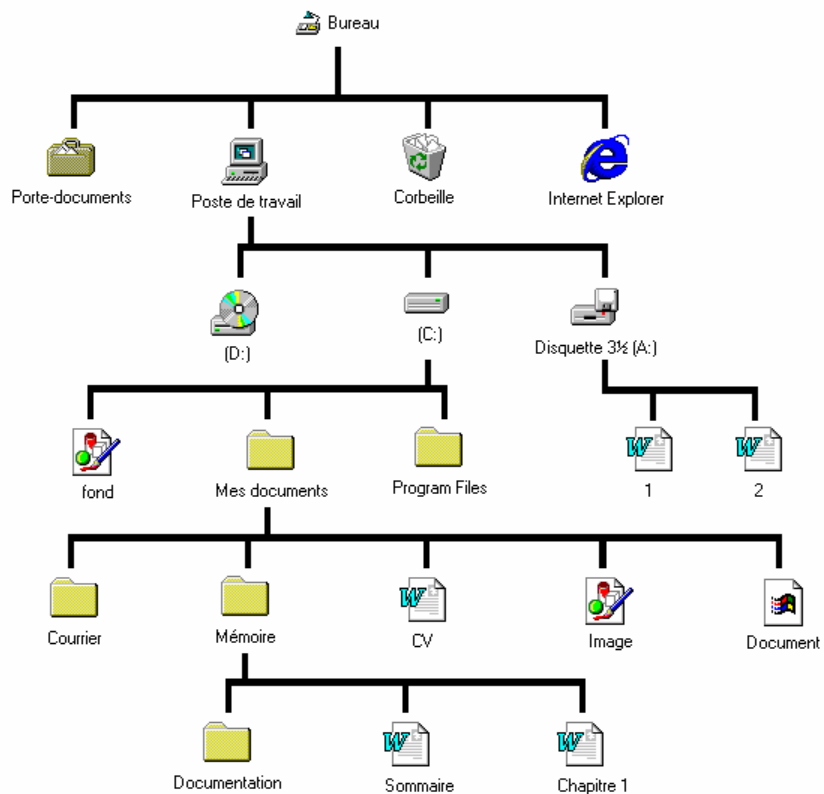 Bureau
Porte-documents
Poste de travail
Corbeille
Internet Explorer
(D:)
(C:)
Disquette 3½ (A:)
fond
Mes documents
Program Files
1
2
Courrier
Mémoire
CV
Image
Document
Documentation
Sommaire
Chapitre 1